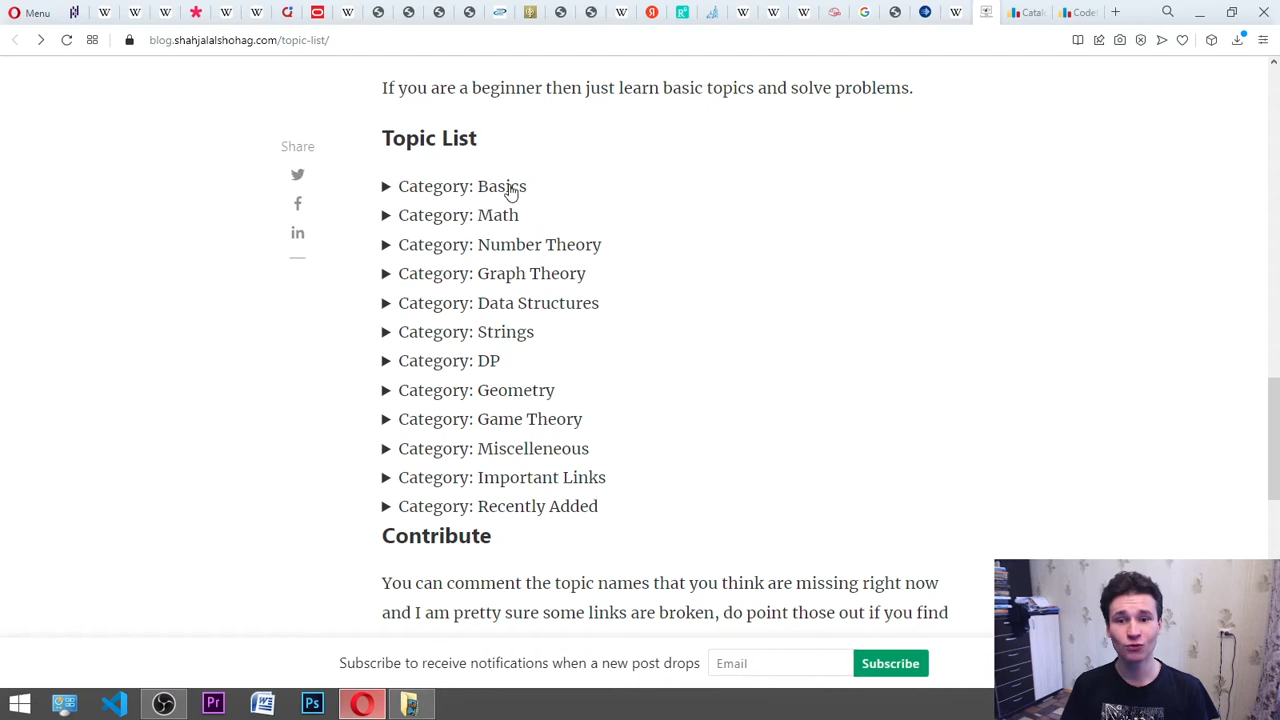 Menu
Catalo
Codef
blog.shahjalalshohag.com/topic-list/
If you are a beginner then just learn basic topics and solve problems.
Topic List
Share
Category: Basics
Category: Math
Category: Number Theory
Category: Graph Theory
Category: Data Structures
Category: Strings
Category: DP
Category: Geometry
Category: Game Theory
Category: Miscelleneous
Category: Important Links
Category: Recently Added
Contribute
You can comment the topic names that you think are missing right now
and I am pretty sure some links are broken, do point those out if you find
Subscribe to receive notifications when a new post drops
Email
Subscribe